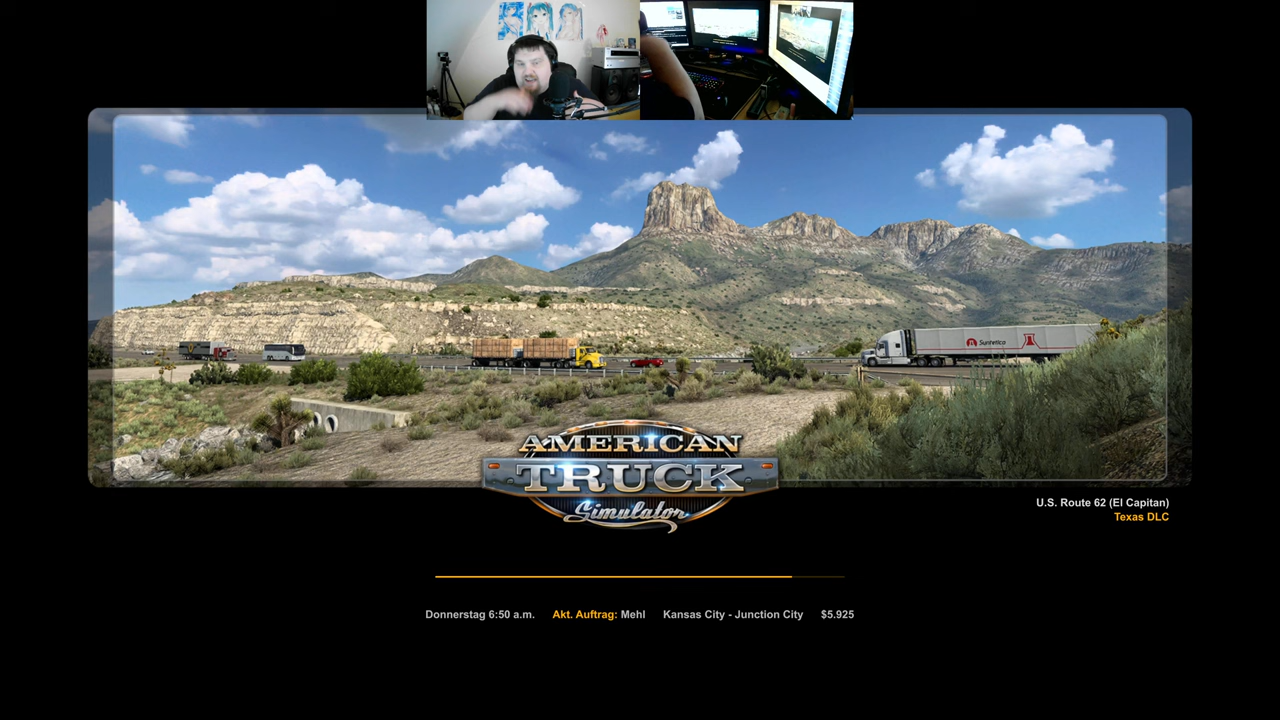 Suntetica
AMERICAN
TRUCK
Simulator
U.S. Route 62 (El Capitan)
Texas DLC
Donnerstag 6:50 a.m. Akt. Auftrag: Mehl Kansas City - Junction City $5.925